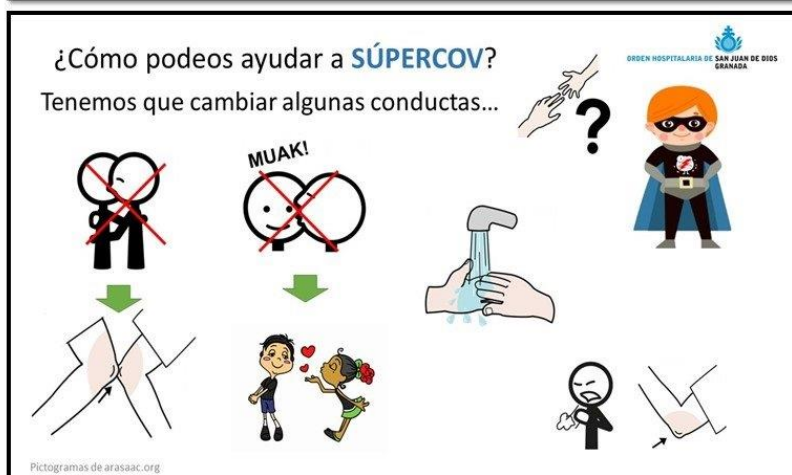 ¿Cómo podeos ayudar a SÚPERCOV?
ORDEN HOSPITALARIA DE SAN JUAN DE DIOS
GRANADA
Tenemos que cambiar algunas conductas...
?
MUAK!
Pictogramas de arasaac.org